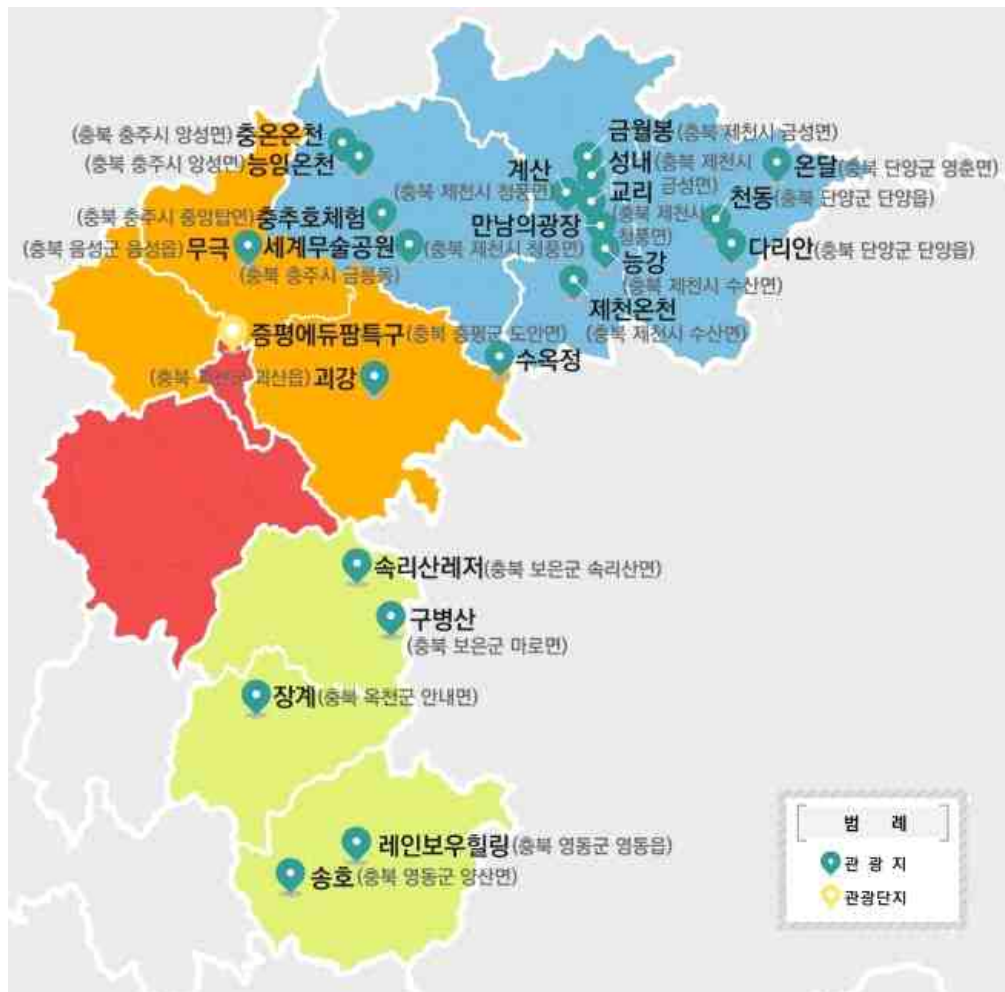 (충북 충주시 앙성면) 충온온천
(충북 충주시 앙성면) 능임온천
(충북 충주시 중앙탑면) 충추호체험
(충북 음성군 음성읍) 무극
세계무술공원
(충북 충주시 금릉동)
금월봉 (충북 제천시 금성면)
성내 (충북 제천시
금성면)
계산
(충북 제천시 청풍면)
교리
(충북 제천시
청풍면)
만남의광장
(충북 제천시 청풍면)
능강
(충북 제천시 수산면)
제천온천
(충북 제천시 수산면)
온달 (충북 단양군 영춘면)
천동 (충북 단양군 단양읍)
다리안 (충북 단양군 단양읍)
수옥정
증평에듀팜특구 (충북 증평군 도안면)
(충북 괴산군 괴산읍) 괴강
속리산레저 (충북 보은군 속리산면)
구병산
(충북 보은군 마로면)
장계 (충북 옥천군 안내면)
레인보우힐링 (충북 영동군 영동읍)
송호 (충북 영동군 양산면)
범 례
관 광 지
관광단지